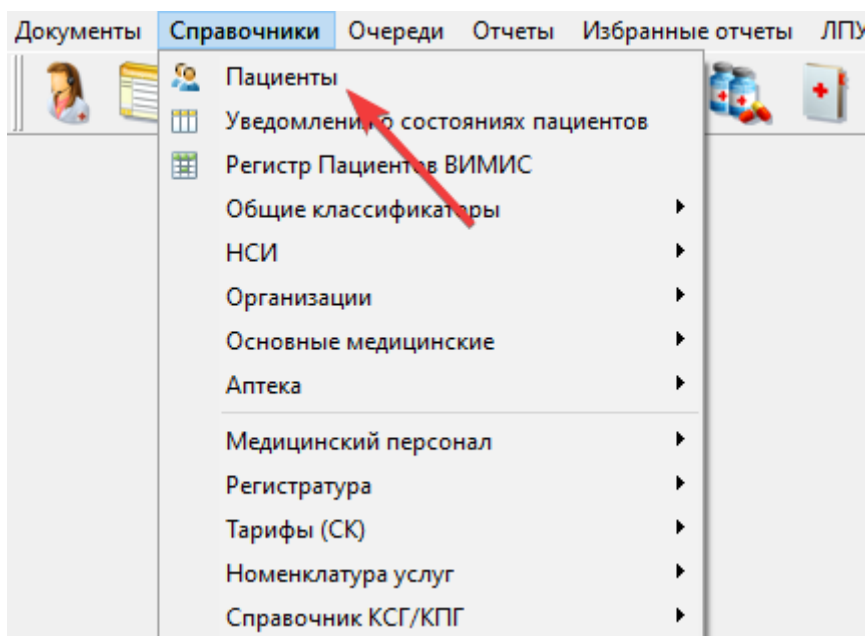 Документы Справочники Очереди Отчеты Избранные отчеты ЛПУ
Пациенты
Уведомления о состояниях пациентов
Регистр Пациентов ВИМИС
Общие классификаторы
НСИ
Организации
Основные медицинские
Аптека
Медицинский персонал
Регистратура
Тарифы (СК)
Номенклатура услуг
Справочник КСГ/КПГ